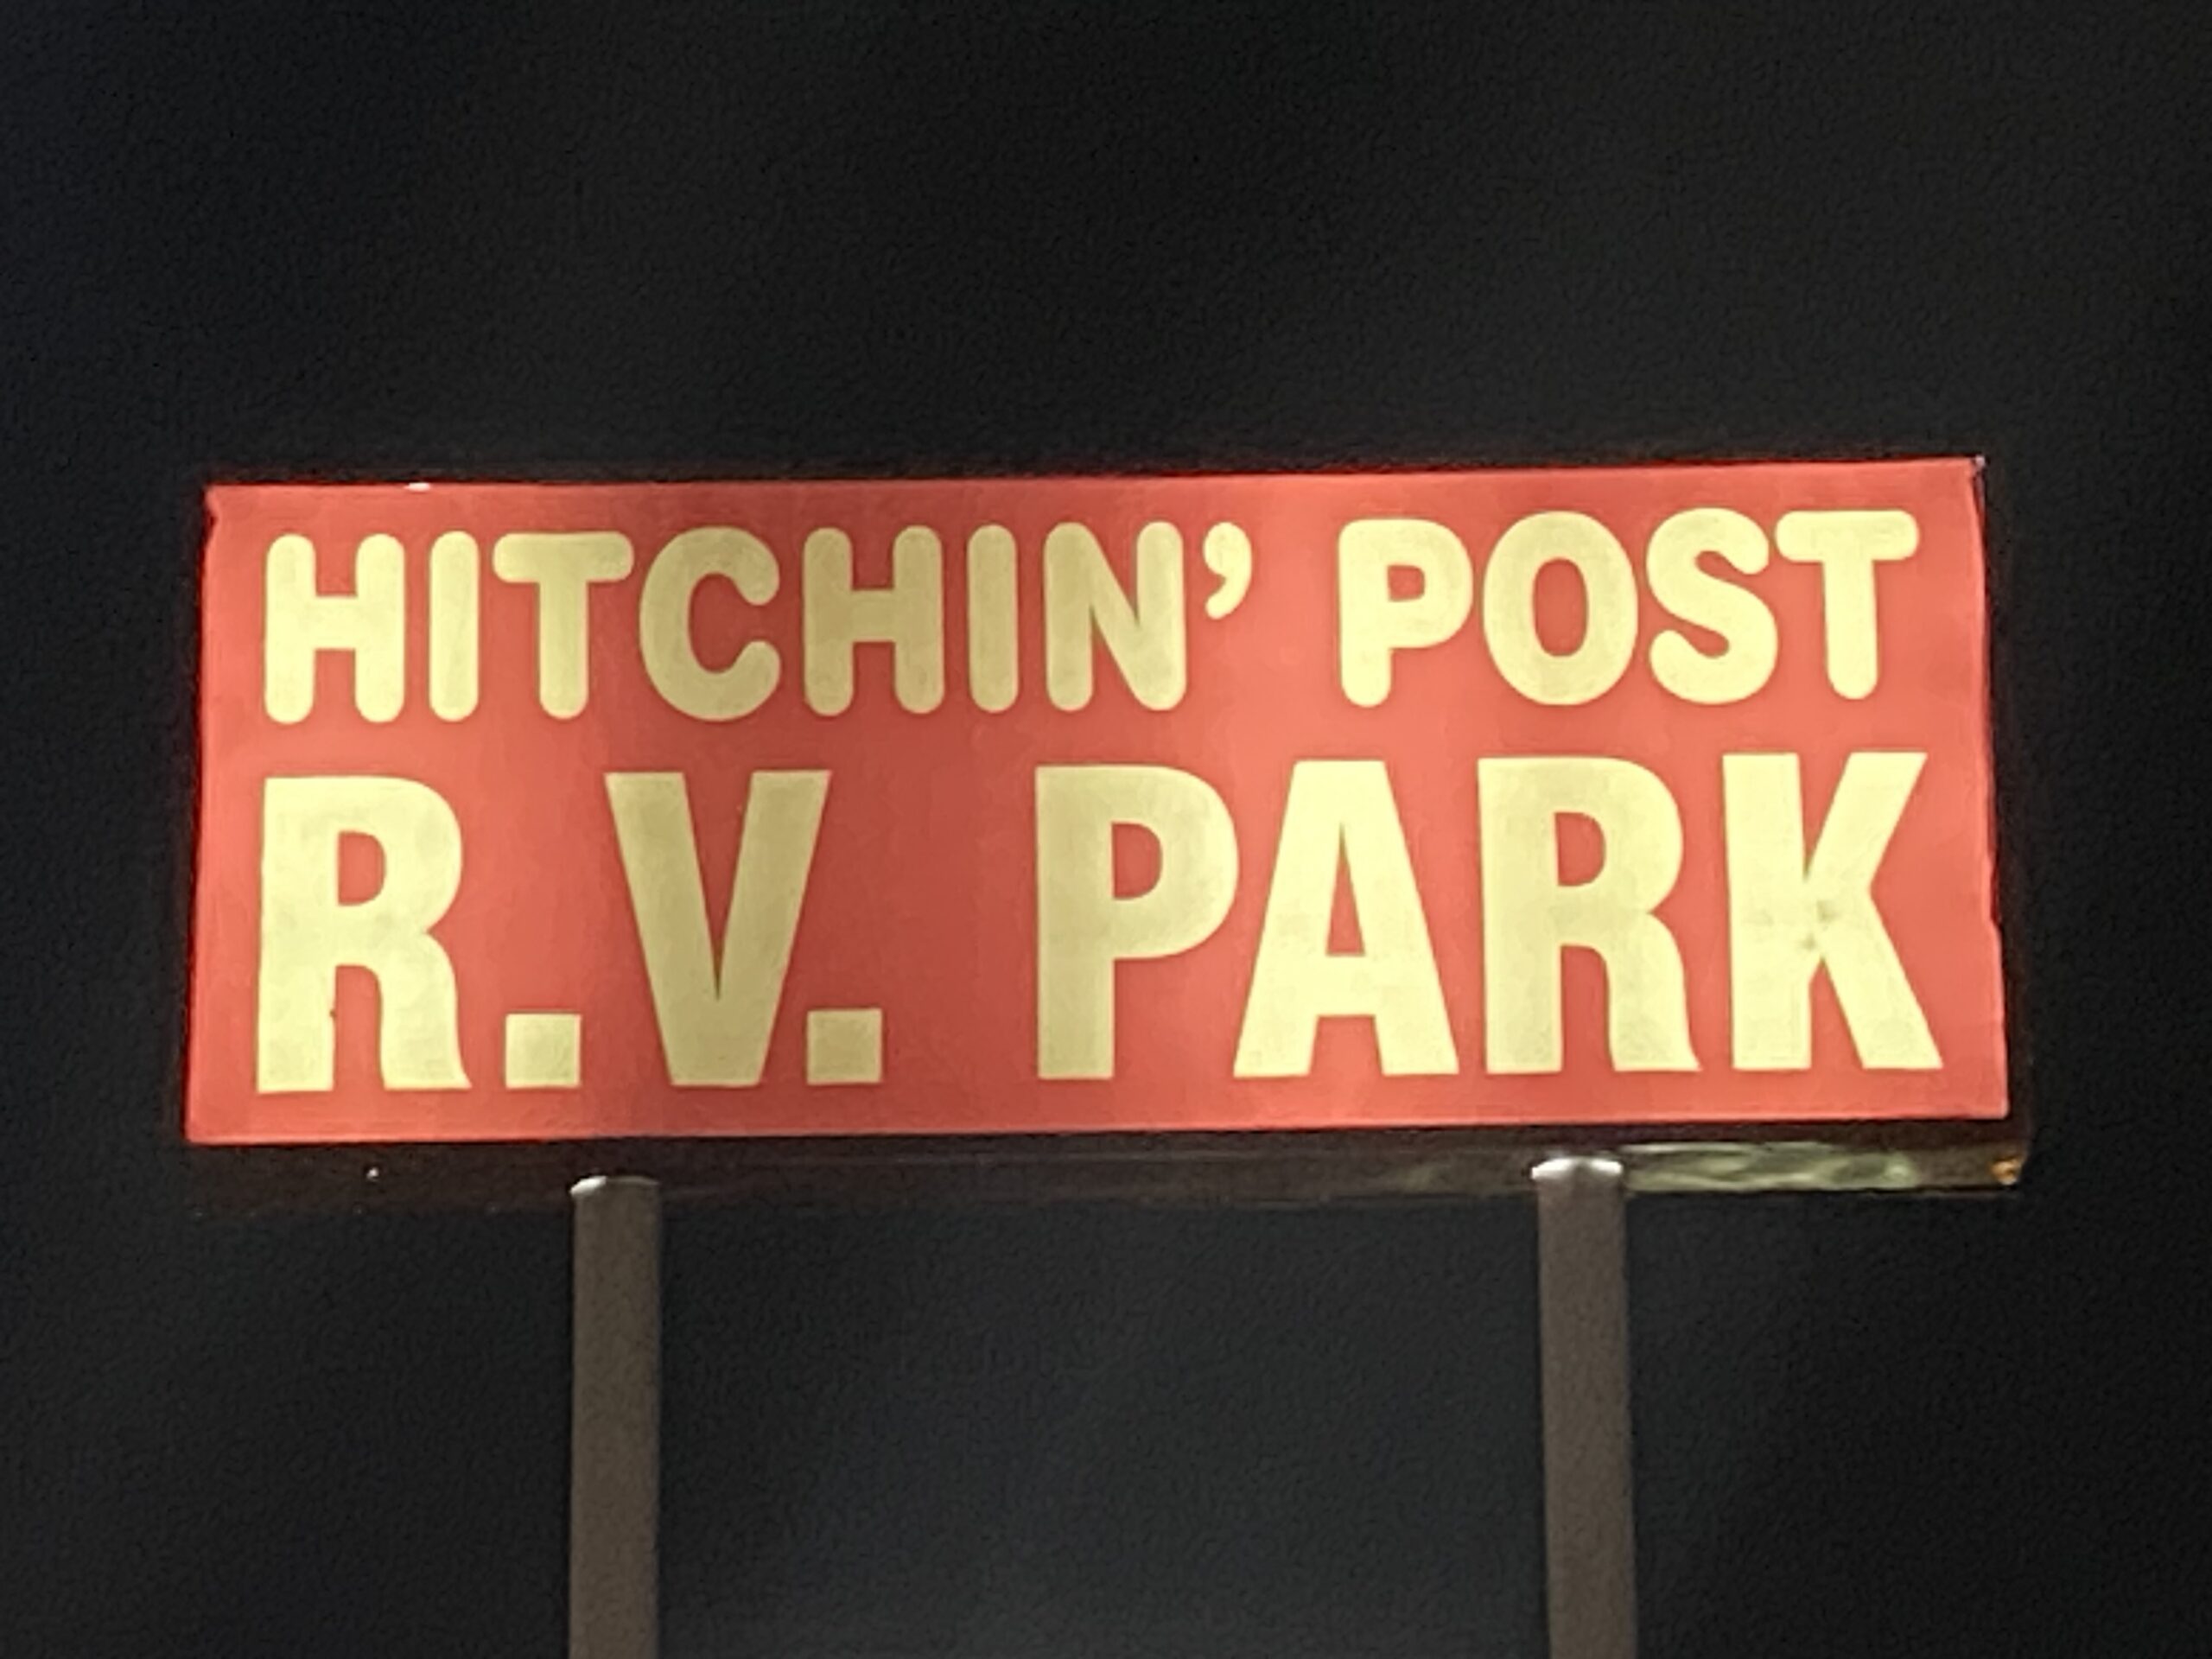 HITCHIN’ POST
R.V. PARK